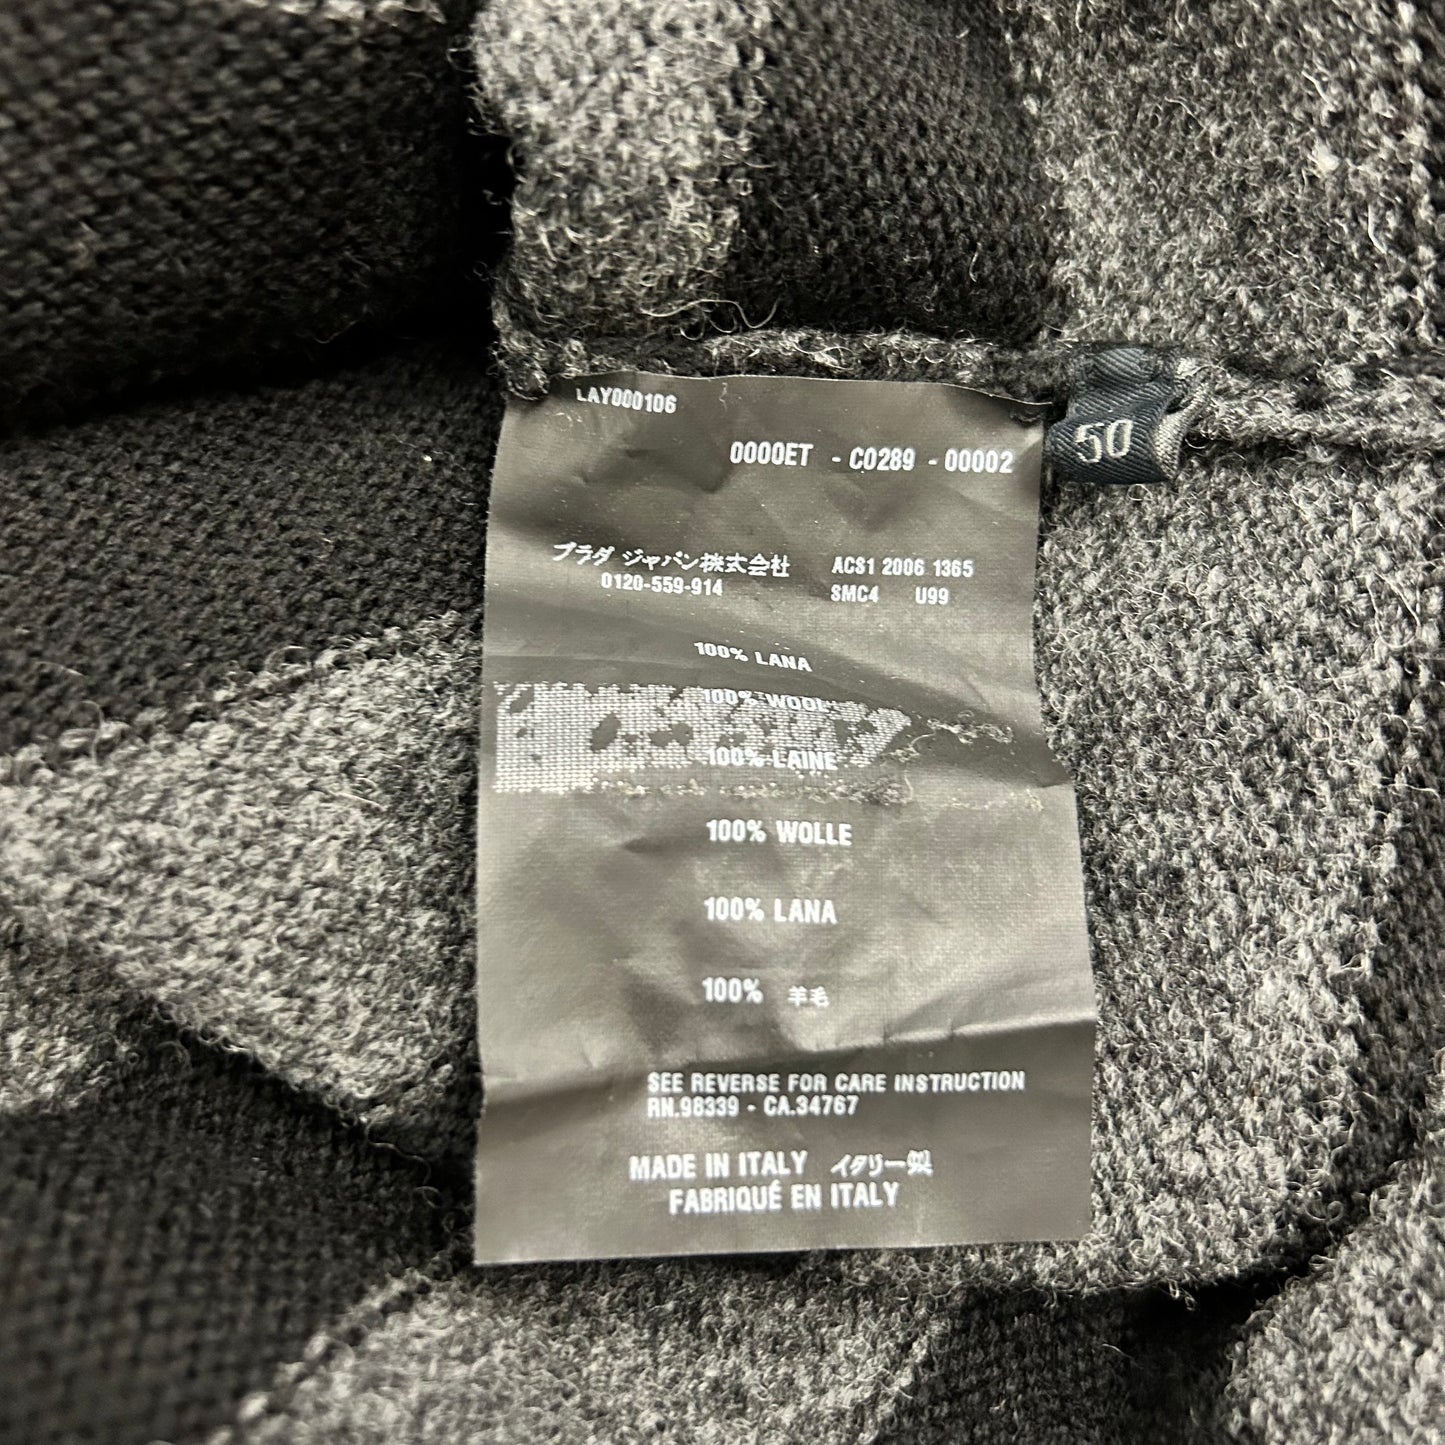 LAY000106
0000ET - C0289 - 00002
50
プラダ ジャパン株式会社 ACS1 2006 1365
0120-559-914 8MC4 U99
100% LANA
100% WOOL
100% LAINE
100% WOLLE
100% LANA
100% 羊毛
SEE REVERSE FOR CARE INSTRUCTION
RN.98339 - CA.34767
MADE IN ITALY イタリー製
FABRIQUÉ EN ITALY